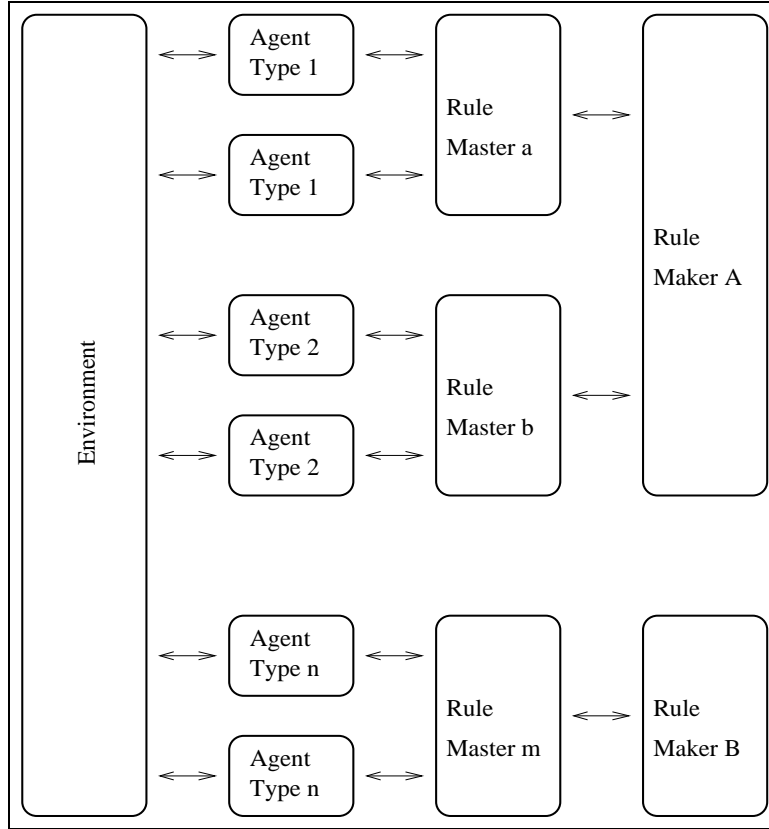 Environment
Agent
Type 1
Agent
Type 1
Rule
Master a
Agent
Type 2
Agent
Type 2
Rule
Master b
Rule
Maker A
Agent
Type n
Agent
Type n
Rule
Master m
Rule
Maker B